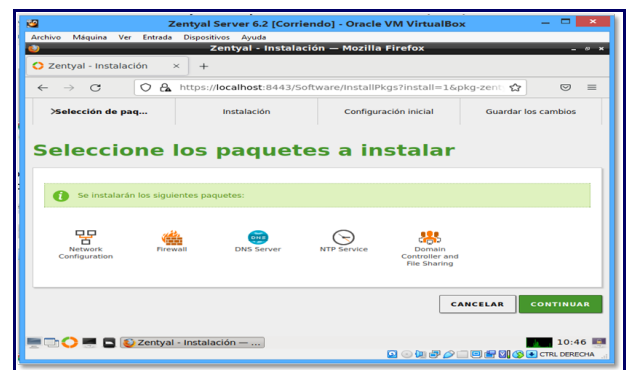 Zentyal Server 6.2 [Corriendo] - Oracle VM VirtualBox
Archivo Máquina Ver Entrada Dispositivos Ayuda
Zentyal - Instalación — Mozilla Firefox
Zentyal - Instalación × +
https://localhost:8443/Software/InstallPkgs?install=1&pkg-zent
Selección de paq... Instalación Configuración inicial Guardar los cambios
Seleccione los paquetes a instalar
Se instalarán los siguientes paquetes:
Network Configuration
Firewall
DNS
DNS Server
NTP Service
Domain Controller and File Sharing
CANCELAR CONTINUAR
Zentyal - Instalación — ... 10:46
CTRL DERECHA